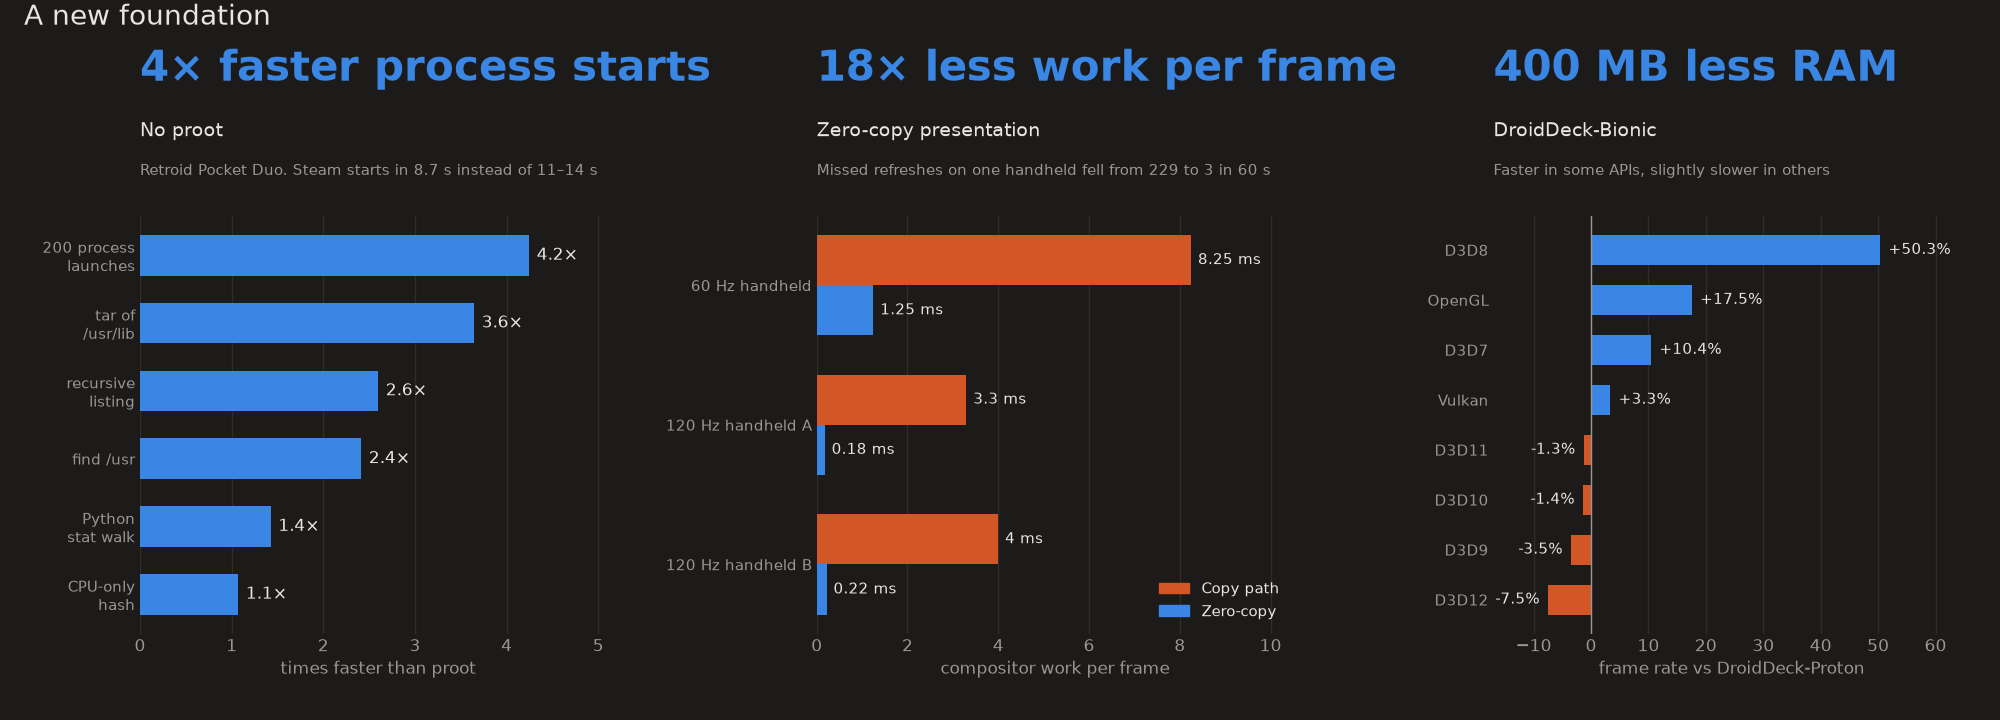 A new foundation
4× faster process starts
No proot
Retroid Pocket Duo. Steam starts in 8.7 s instead of 11–14 s
200 process
launches
4.2×
tar of
/usr/lib
3.6×
recursive
listing
2.6×
find /usr
2.4×
Python
stat walk
1.4×
CPU-only
hash
1.1×
0 1 2 3 4 5
times faster than proot
18× less work per frame
Zero-copy presentation
Missed refreshes on one handheld fell from 229 to 3 in 60 s
60 Hz handheld
8.25 ms
1.25 ms
120 Hz handheld A
3.3 ms
0.18 ms
120 Hz handheld B
4 ms
0.22 ms
Copy path
Zero-copy
0 2 4 6 8 10
compositor work per frame
400 MB less RAM
DroidDeck-Bionic
Faster in some APIs, slightly slower in others
D3D8 +50.3%
OpenGL +17.5%
D3D7 +10.4%
Vulkan +3.3%
D3D11 -1.3%
D3D10 -1.4%
D3D9 -3.5%
D3D12 -7.5%
−10 0 10 20 30 40 50 60
frame rate vs DroidDeck-Proton